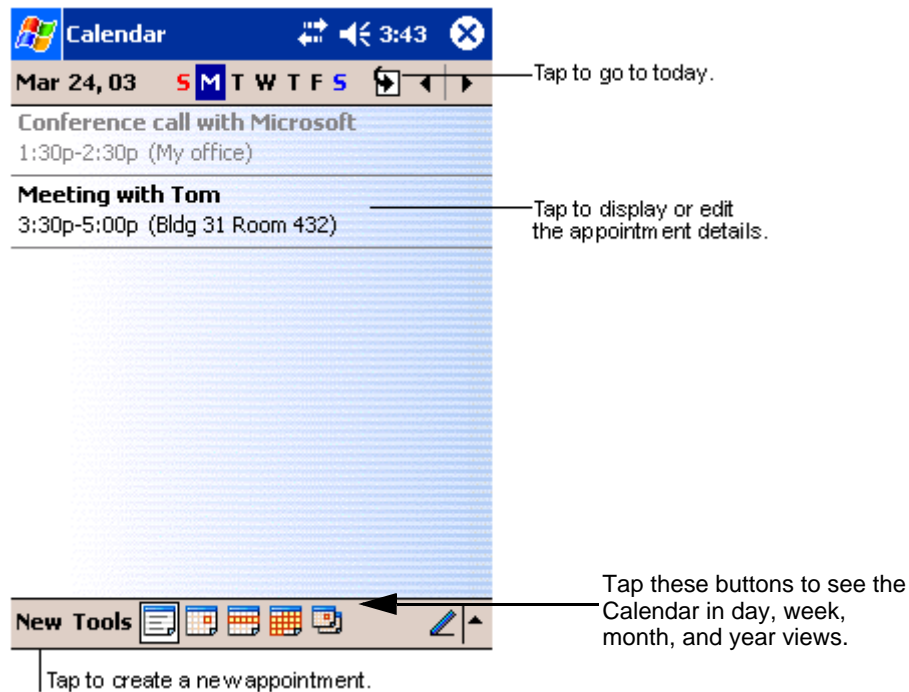 Calendar 3:43
Mar 24, 03 S M T W T F S
Tap to go to today.
Conference call with Microsoft
1:30p-2:30p (My office)
Meeting with Tom
3:30p-5:00p (Bldg 31 Room 432)
Tap to display or edit
the appointment details.
Tap these buttons to see the
Calendar in day, week,
month, and year views.
New Tools
Tap to create a new appointment.